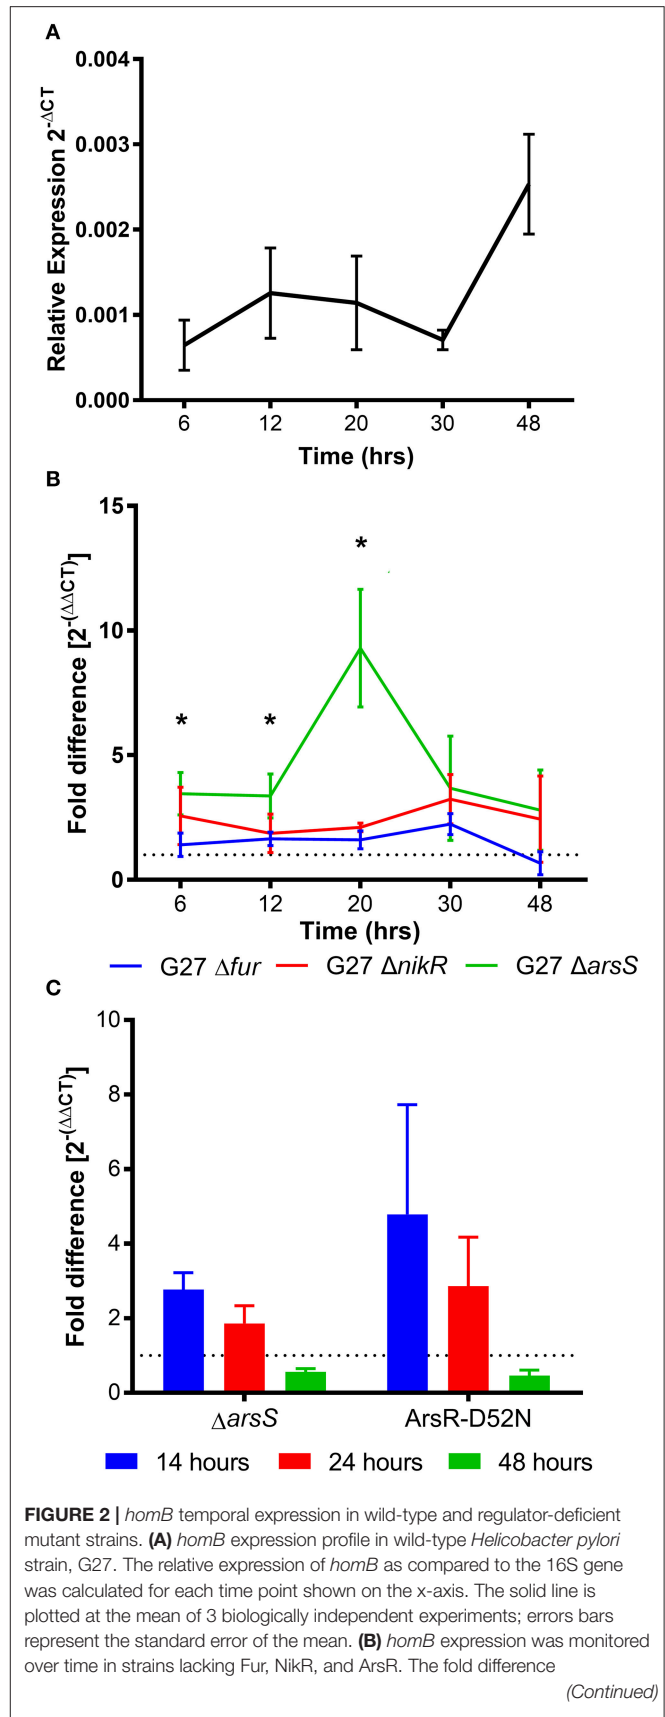 A
Relative Expression 2^-ΔCT
0.004
0.003
0.002
0.001
0.000
6 12 20 30 48
Time (hrs)
B
Fold difference [2^-(ΔΔCT)]
15
10
5
0
* * *
6 12 20 30 48
Time (hrs)
G27 Δfur G27 ΔnikR G27 ΔarsS
C
Fold difference [2^-(ΔΔCT)]
10
8
6
4
2
0
ΔarsS ArsR-D52N
14 hours 24 hours 48 hours
FIGURE 2 | homB temporal expression in wild-type and regulator-deficient
mutant strains. (A) homB expression profile in wild-type Helicobacter pylori
strain, G27. The relative expression of homB as compared to the 16S gene
was calculated for each time point shown on the x-axis. The solid line is
plotted at the mean of 3 biologically independent experiments; errors bars
represent the standard error of the mean. (B) homB expression was monitored
over time in strains lacking Fur, NikR, and ArsR. The fold difference
(Continued)